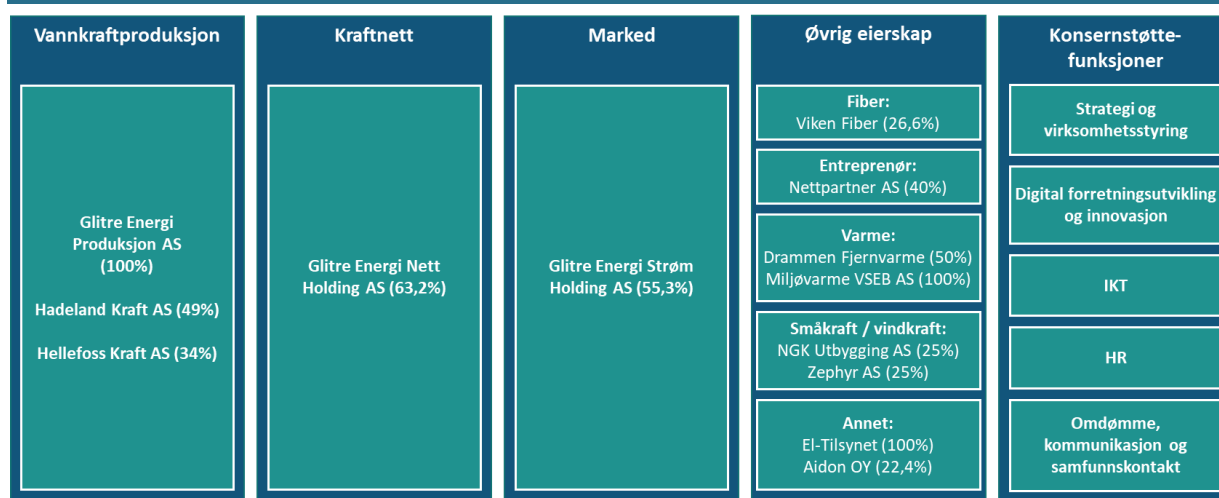 Vannkraftproduksjon
Glitre Energi
Produksjon AS
(100%)
Hadeland Kraft AS (49%)
Hellefoss Kraft AS (34%)
Kraftnett
Glitre Energi Nett
Holding AS (63,2%)
Marked
Glitre Energi Strøm
Holding AS (55,3%)
Øvrig eierskap
Fiber:
Viken Fiber (26,6%)
Entreprenør:
Nettpartner AS (40%)
Varme:
Drammen Fjernvarme (50%)
Miljøvarme VSEB AS (100%)
Småkraft / vindkraft:
NGK Utbygging AS (25%)
Zephyr AS (25%)
Annet:
El-Tilsynet (100%)
Aidon OY (22,4%)
Konsernstøtte-
funksjoner
Strategi og
virksomhetsstyring
Digital forretningsutvikling
og innovasjon
IKT
HR
Omdømme,
kommunikasjon og
samfunnskontakt